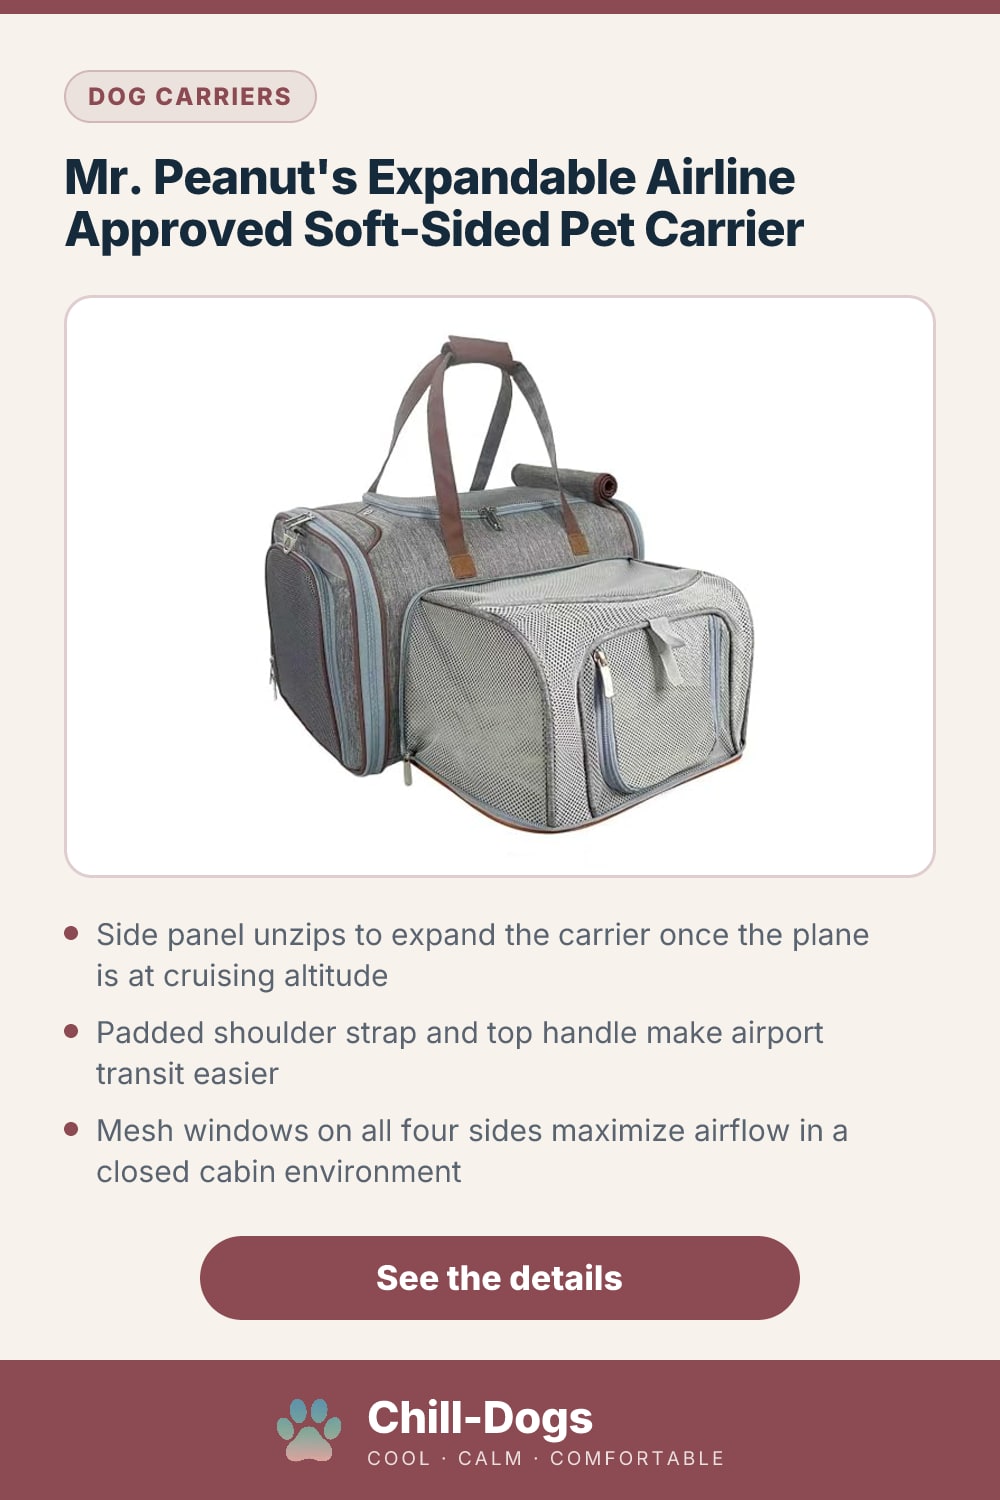 DOG CARRIERS
Mr. Peanut's Expandable Airline
Approved Soft-Sided Pet Carrier
Side panel unzips to expand the carrier once the plane
is at cruising altitude
Padded shoulder strap and top handle make airport
transit easier
Mesh windows on all four sides maximize airflow in a
closed cabin environment
See the details
Chill-Dogs
COOL · CALM · COMFORTABLE